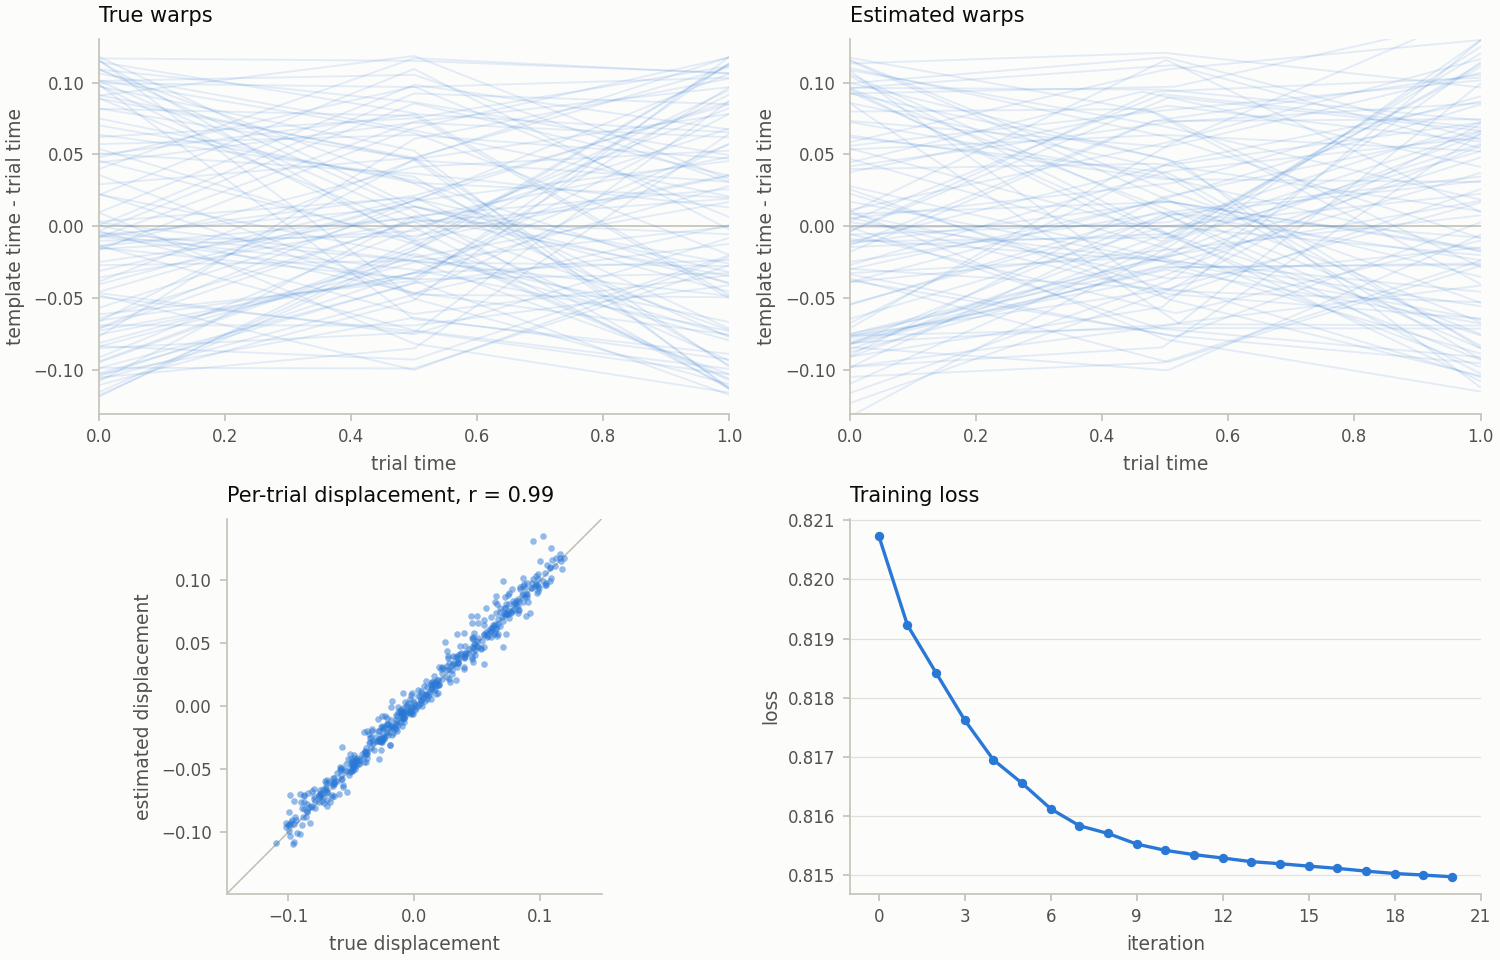 True warps
template time - trial time
0.10
0.05
0.00
−0.05
−0.10
0.0 0.2 0.4 0.6 0.8 1.0
trial time
Estimated warps
template time - trial time
0.10
0.05
0.00
−0.05
−0.10
0.0 0.2 0.4 0.6 0.8 1.0
trial time
Per-trial displacement, r = 0.99
estimated displacement
0.10
0.05
0.00
−0.05
−0.10
−0.1 0.0 0.1
true displacement
Training loss
loss
0.821
0.820
0.819
0.818
0.817
0.816
0.815
0 3 6 9 12 15 18 21
iteration